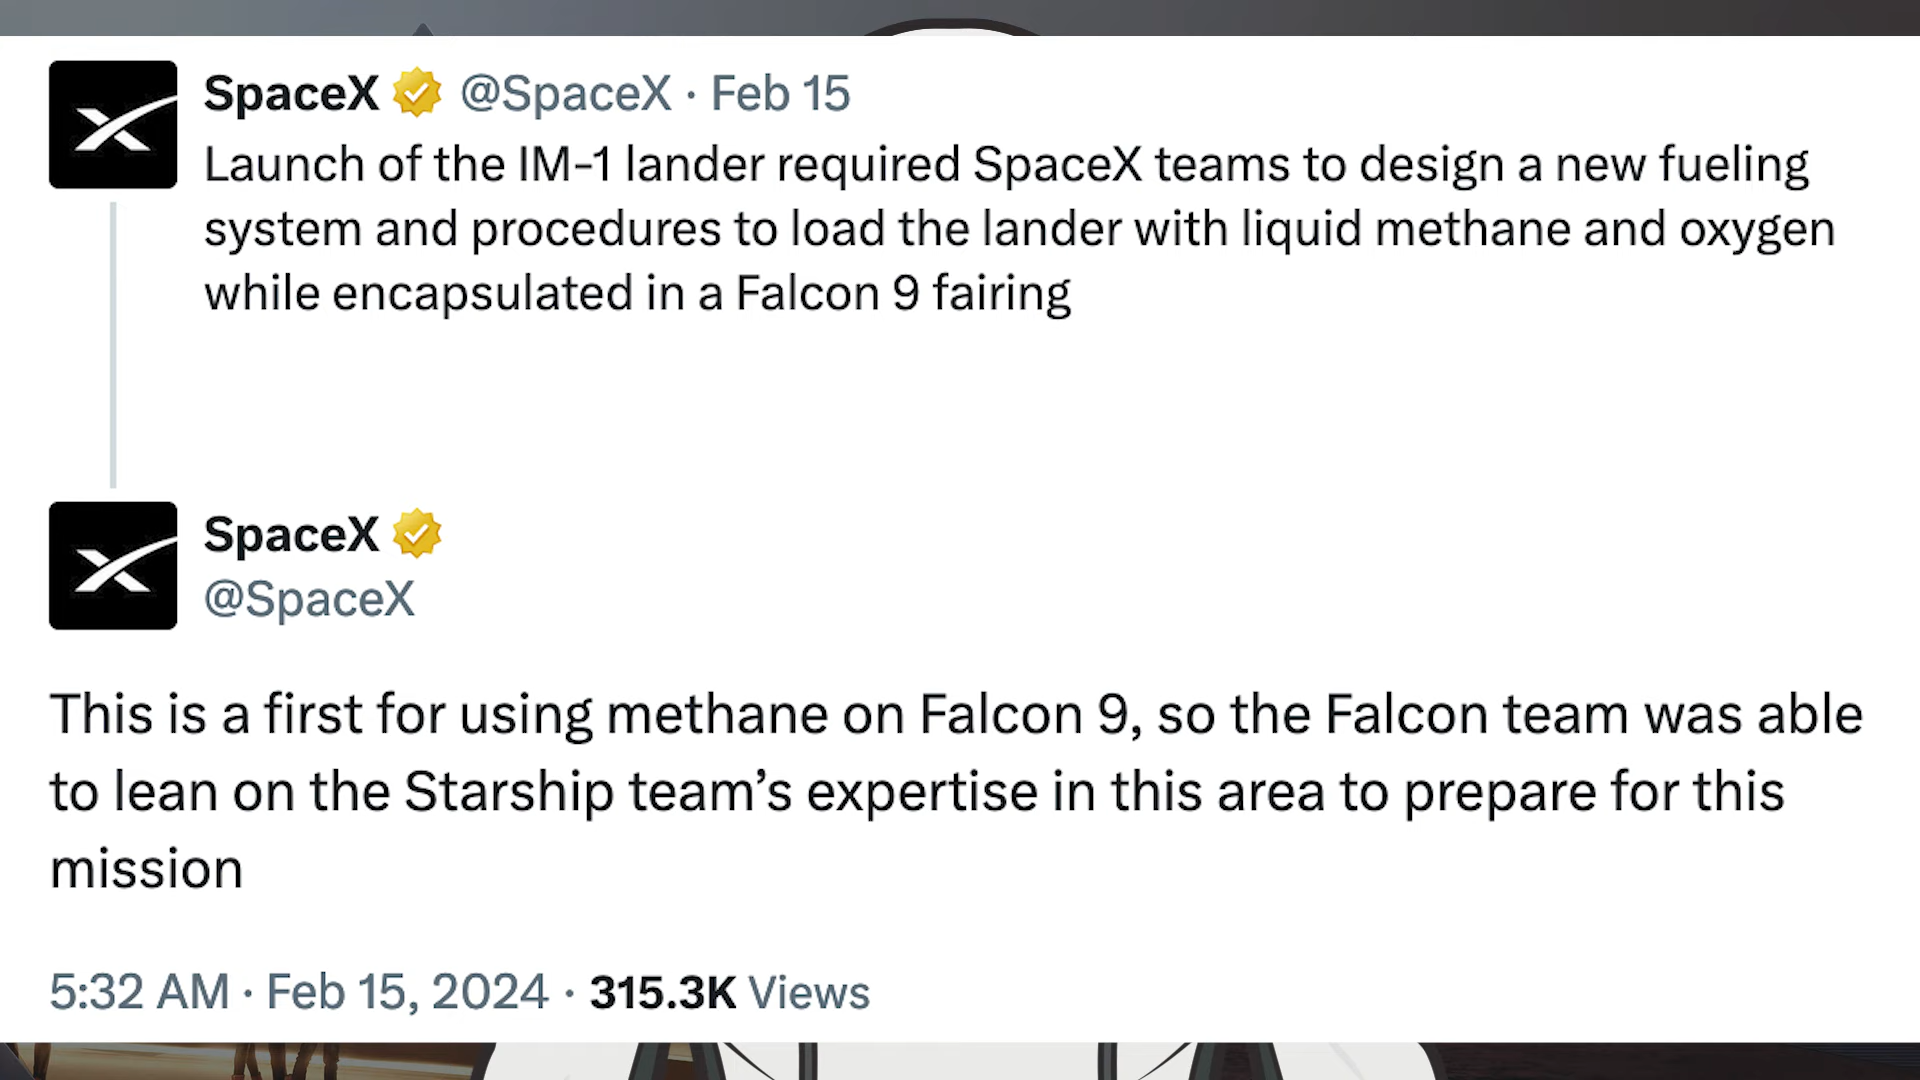 SpaceX @SpaceX · Feb 15
Launch of the IM-1 lander required SpaceX teams to design a new fueling
system and procedures to load the lander with liquid methane and oxygen
while encapsulated in a Falcon 9 fairing
SpaceX
@SpaceX
This is a first for using methane on Falcon 9, so the Falcon team was able
to lean on the Starship team’s expertise in this area to prepare for this
mission
5:32 AM · Feb 15, 2024 · 315.3K Views